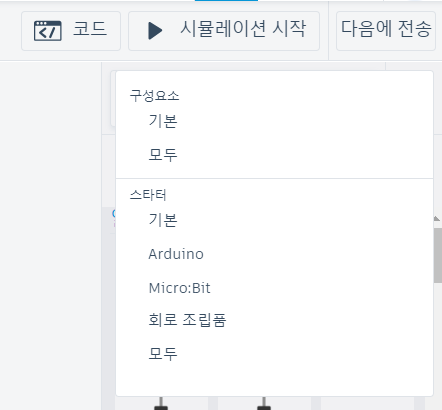 코드
시뮬레이션 시작
다음에 전송
구성요소
기본
모두
스타터
기본
Arduino
Micro:Bit
회로 조립품
모두